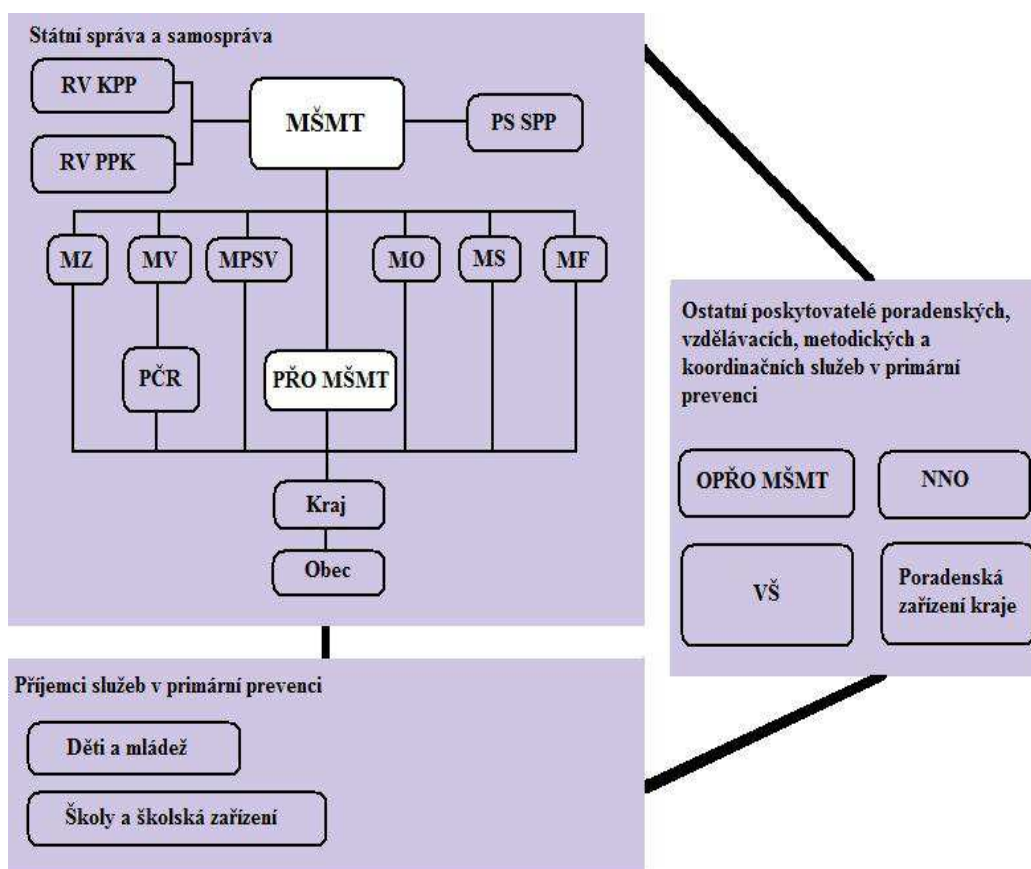 Státní správa a samospráva
RV KPP
MŠMT
PS SPP
RV PPK
MZ
MV
MPSV
MO
MS
MF
PČR
PŘO MŠMT
Kraj
Obec
Ostatní poskytovatelé poradenských,
vzdělávacích, metodických a
koordinačních služeb v primární
prevenci
OPŘO MŠMT
NNO
VŠ
Poradenská
zařízení kraje
Příjemci služeb v primární prevenci
Děti a mládež
Školy a školská zařízení